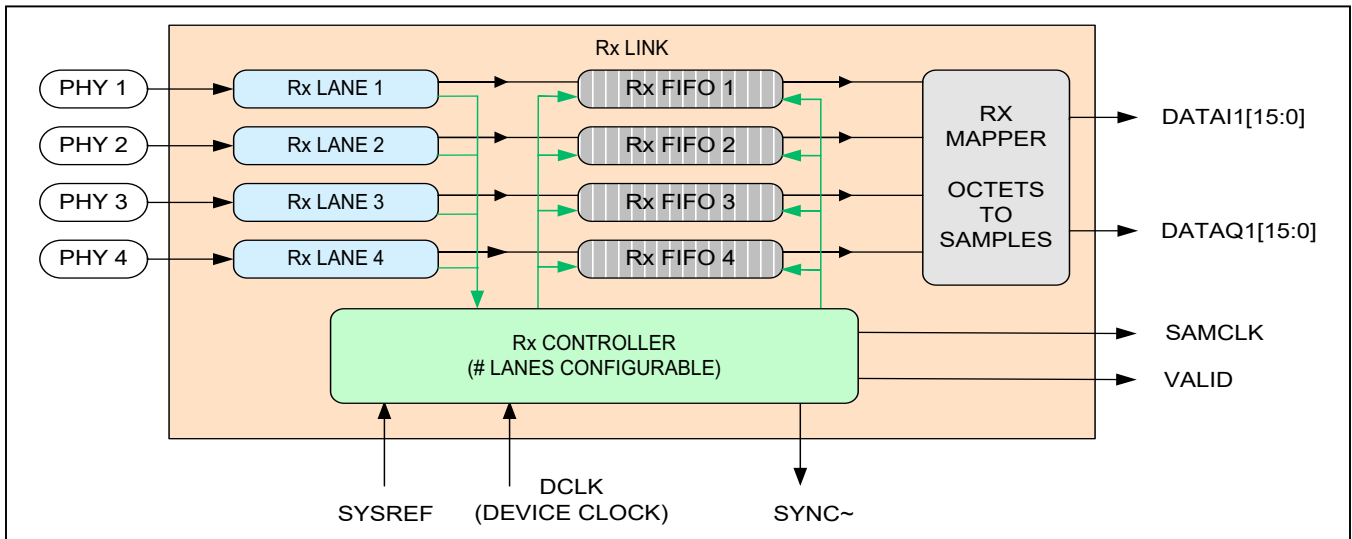 Rx LINK
PHY 1
Rx LANE 1
Rx FIFO 1
PHY 2
Rx LANE 2
Rx FIFO 2
PHY 3
Rx LANE 3
Rx FIFO 3
PHY 4
Rx LANE 4
Rx FIFO 4
RX
MAPPER
OCTETS
TO
SAMPLES
DATAI1[15:0]
DATAQ1[15:0]
Rx CONTROLLER
(# LANES CONFIGURABLE)
SAMCLK
VALID
SYSREF
DCLK
(DEVICE CLOCK)
SYNC~